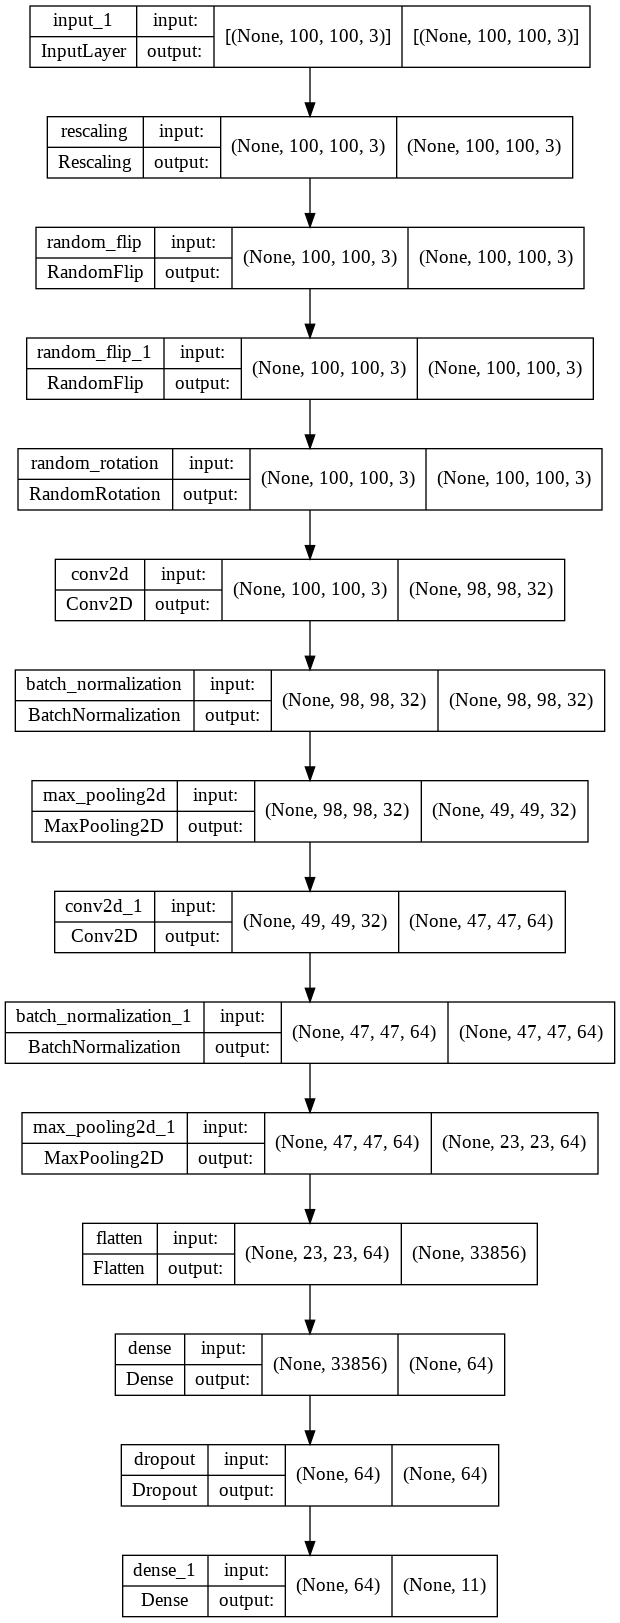 input_1 input: [(None, 100, 100, 3)] [(None, 100, 100, 3)]
InputLayer output:
rescaling input: (None, 100, 100, 3) (None, 100, 100, 3)
Rescaling output:
random_flip input: (None, 100, 100, 3) (None, 100, 100, 3)
RandomFlip output:
random_flip_1 input: (None, 100, 100, 3) (None, 100, 100, 3)
RandomFlip output:
random_rotation input: (None, 100, 100, 3) (None, 100, 100, 3)
RandomRotation output:
conv2d input: (None, 100, 100, 3) (None, 98, 98, 32)
Conv2D output:
batch_normalization input: (None, 98, 98, 32) (None, 98, 98, 32)
BatchNormalization output:
max_pooling2d input: (None, 98, 98, 32) (None, 49, 49, 32)
MaxPooling2D output:
conv2d_1 input: (None, 49, 49, 32) (None, 47, 47, 64)
Conv2D output:
batch_normalization_1 input: (None, 47, 47, 64) (None, 47, 47, 64)
BatchNormalization output:
max_pooling2d_1 input: (None, 47, 47, 64) (None, 23, 23, 64)
MaxPooling2D output:
flatten input: (None, 23, 23, 64) (None, 33856)
Flatten output:
dense input: (None, 33856) (None, 64)
Dense output:
dropout input: (None, 64) (None, 64)
Dropout output:
dense_1 input: (None, 64) (None, 11)
Dense output: